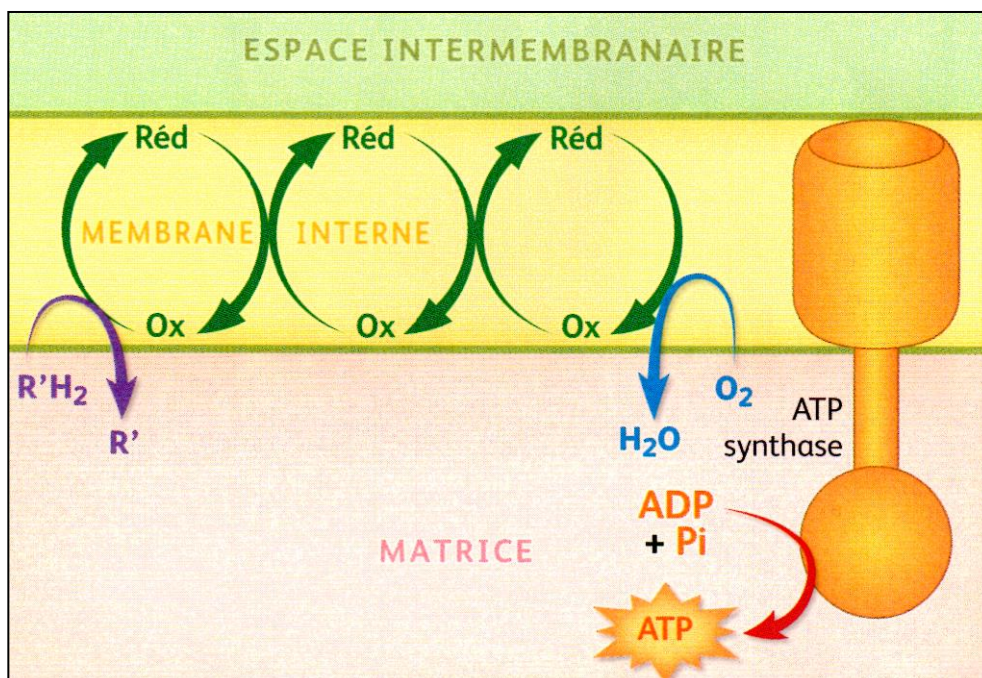 ESPACE INTERMEMBRANAIRE
Réd Réd Réd
MEMBRANE INTERNE
Ox Ox Ox
R'H₂
R'
O₂
H₂O
ATP
synthase
ADP
+ Pi
MATRICE
ATP